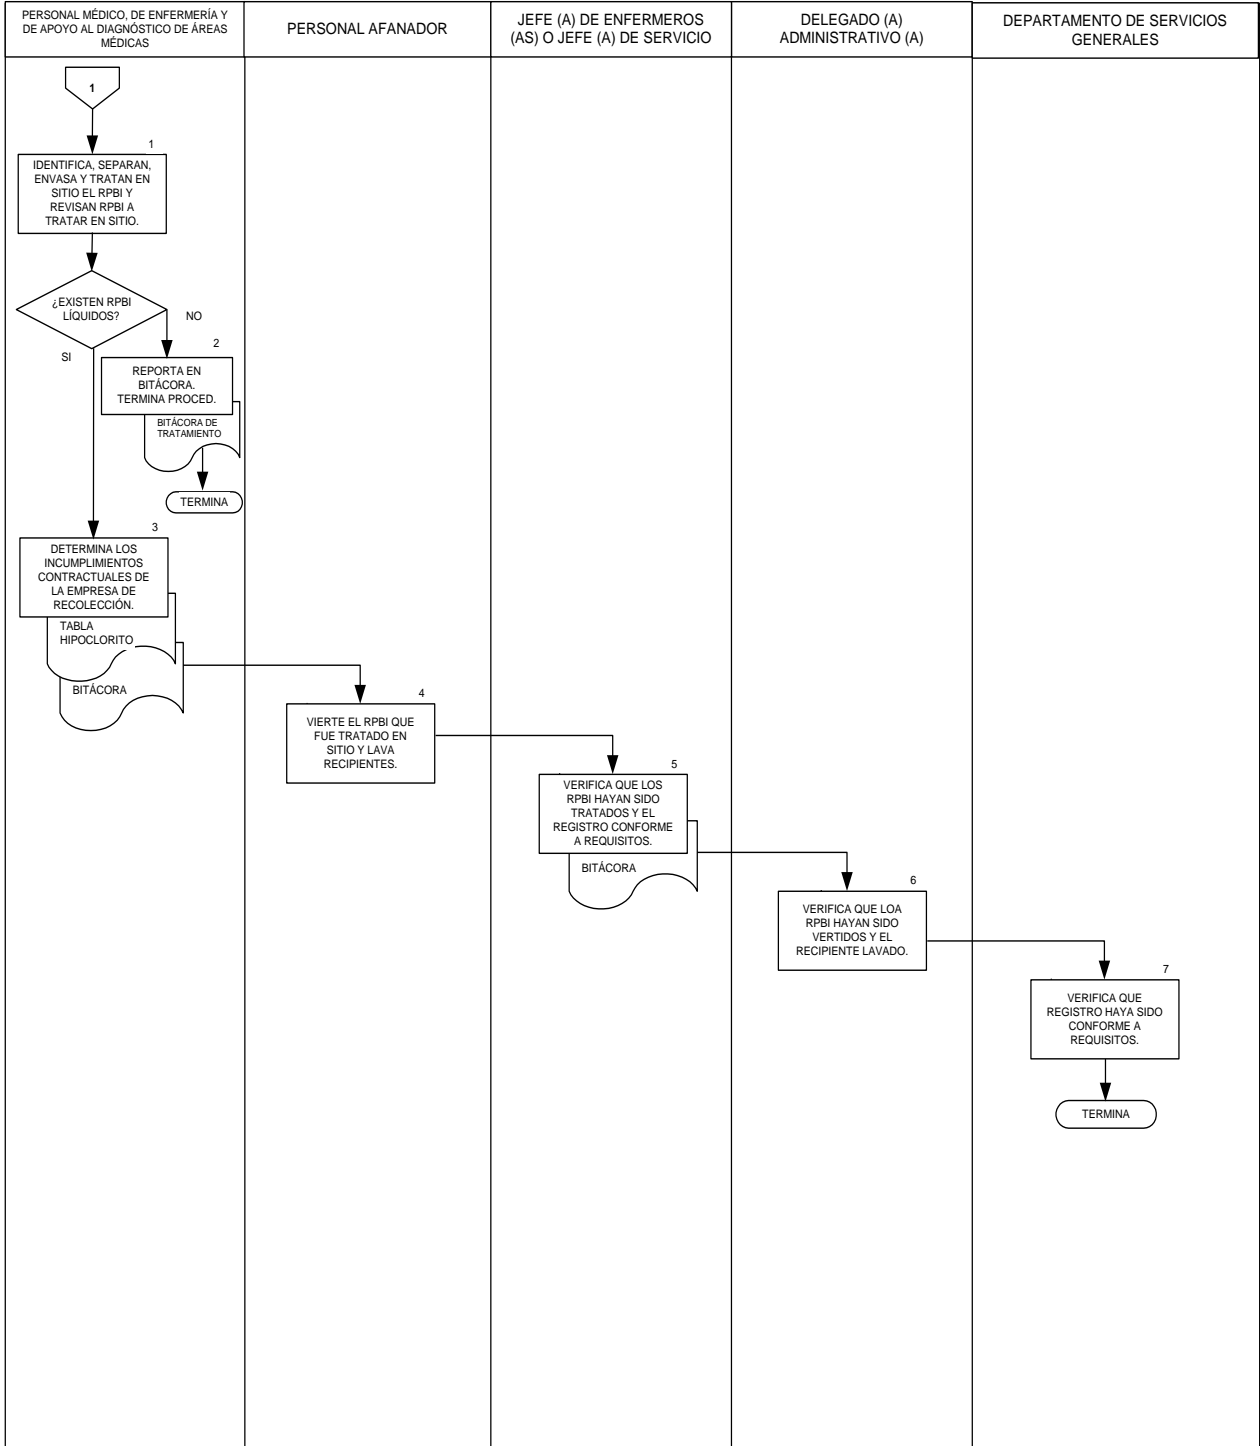 PERSONAL MÉDICO, DE ENFERMERÍA Y
DE APOYO AL DIAGNÓSTICO DE ÁREAS
MÉDICAS
PERSONAL AFANADOR
JEFE (A) DE ENFERMEROS
(AS) O JEFE (A) DE SERVICIO
DELEGADO (A)
ADMINISTRATIVO (A)
DEPARTAMENTO DE SERVICIOS
GENERALES
1
1
IDENTIFICA, SEPARAN,
ENVASA Y TRATAN EN
SITIO EL RPBI Y
REVISAN RPBI A
TRATAR EN SITIO.
¿EXISTEN RPBI
LÍQUIDOS?
NO
SI
2
REPORTA EN
BITÁCORA.
TERMINA PROCED.
BITÁCORA DE
TRATAMIENTO
TERMINA
3
DETERMINA LOS
INCUMPLIMIENTOS
CONTRACTUALES DE
LA EMPRESA DE
RECOLECCIÓN.
TABLA
HIPOCLORITO
BITÁCORA
4
VIERTE EL RPBI QUE
FUE TRATADO EN
SITIO Y LAVA
RECIPIENTES.
5
VERIFICA QUE LOS
RPBI HAYAN SIDO
TRATADOS Y EL
REGISTRO CONFORME
A REQUISITOS.
BITÁCORA
6
VERIFICA QUE LOA
RPBI HAYAN SIDO
VERTIDOS Y EL
RECIPIENTE LAVADO.
7
VERIFICA QUE
REGISTRO HAYA SIDO
CONFORME A
REQUISITOS.
TERMINA